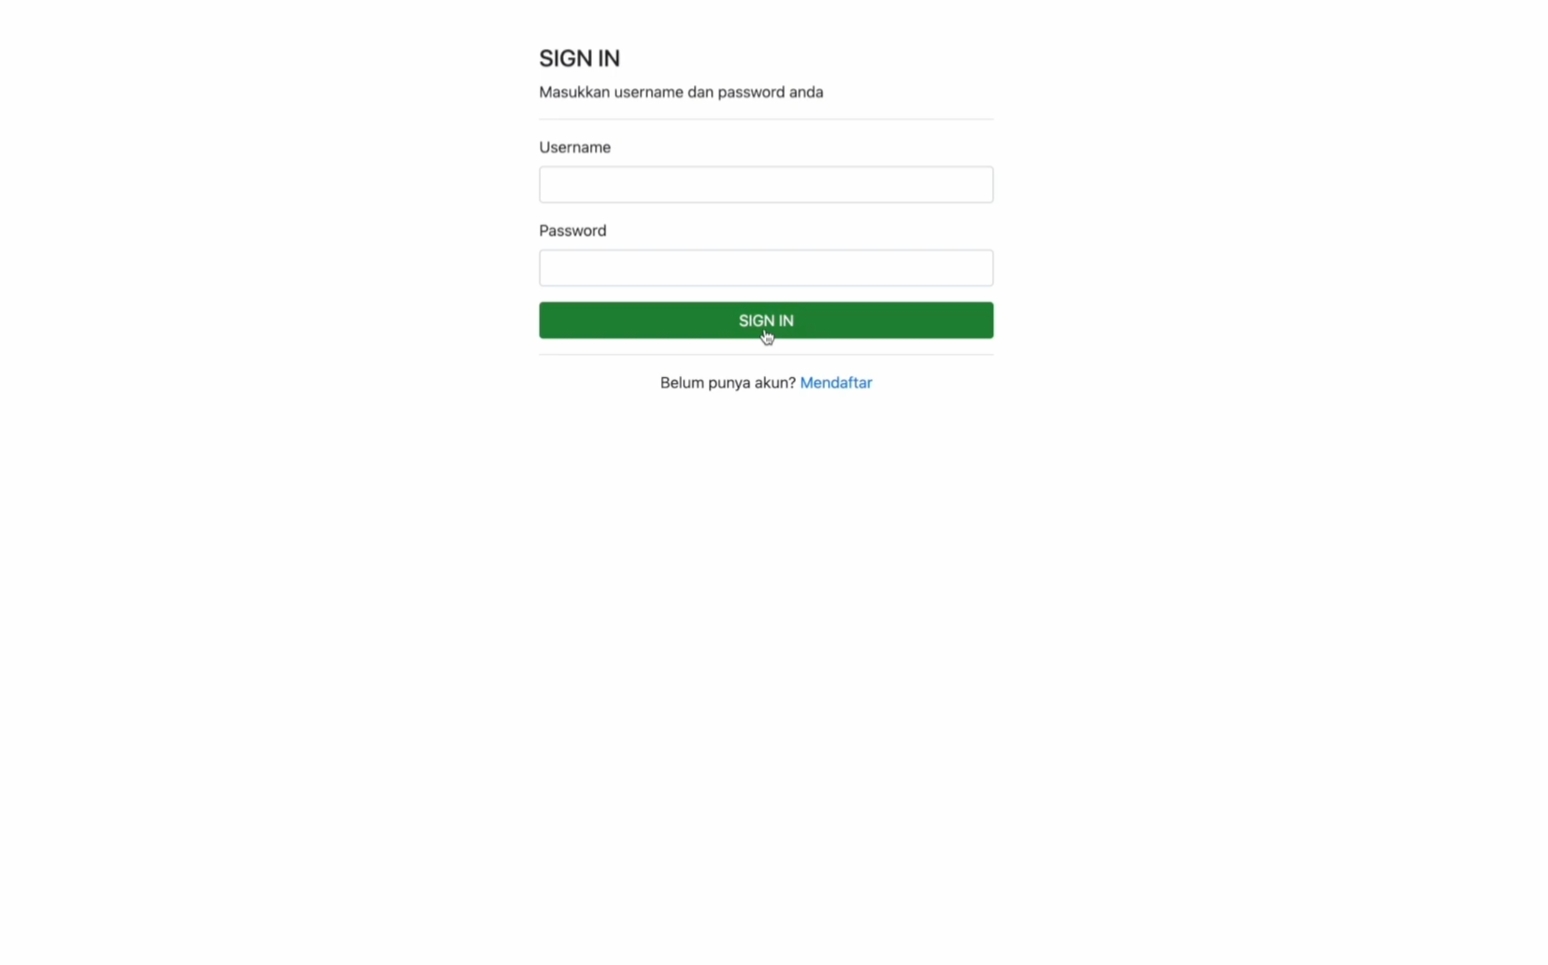 SIGN IN
Masukkan username dan password anda
Username
Password
SIGN IN
Belum punya akun? Mendaftar